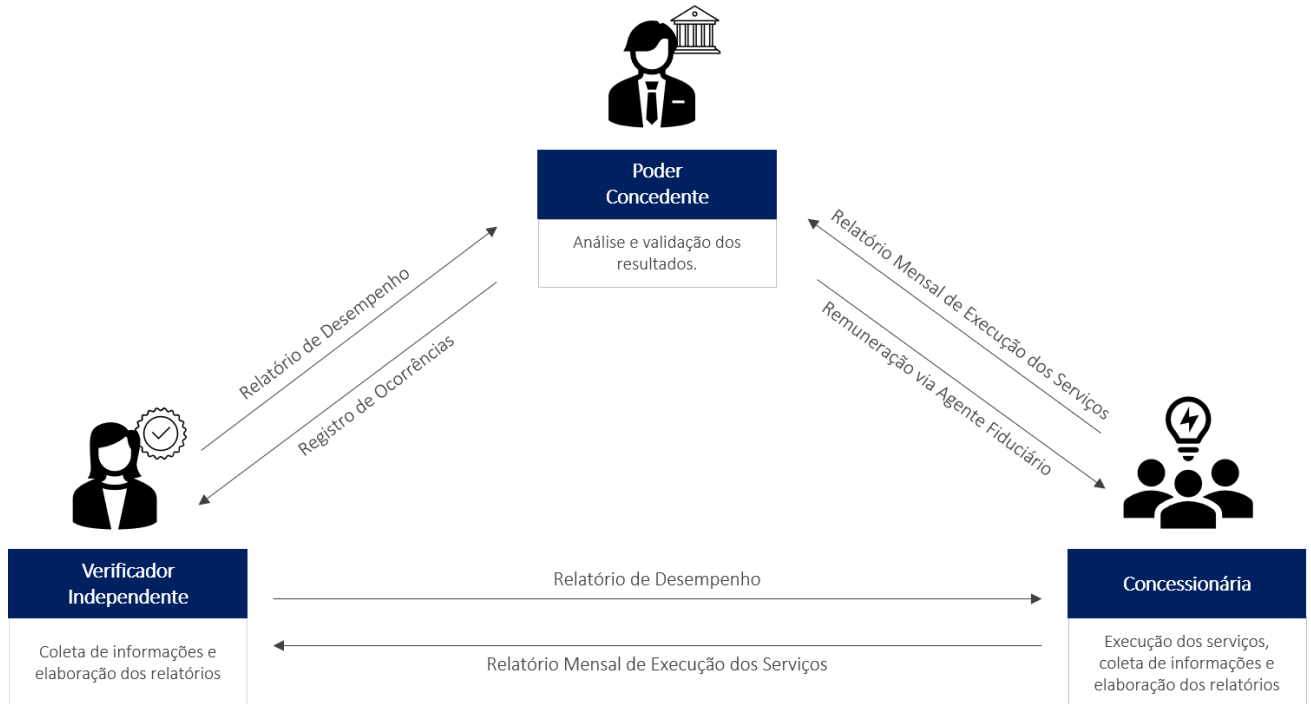 Poder
Concedente
Análise e validação dos
resultados.
Relatório de Desempenho
Registro de Ocorrências
Relatório Mensal de Execução dos Serviços
Remuneração via Agente Fiduciário
Verificador
Independente
Coleta de informações e
elaboração dos relatórios
Relatório de Desempenho
Relatório Mensal de Execução dos Serviços
Concessionária
Execução dos serviços,
coleta de informações e
elaboração dos relatórios